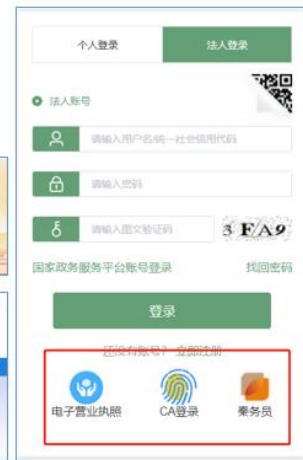 个人登录
法人登录
法人账号
请输入用户名/统一社会信用代码
请输入密码
请输入图文验证码
3 FA9
国家政务服务平台账号登录
找回密码
登录
还没有账号？ 立即注册
电子营业执照
CA登录
秦务员